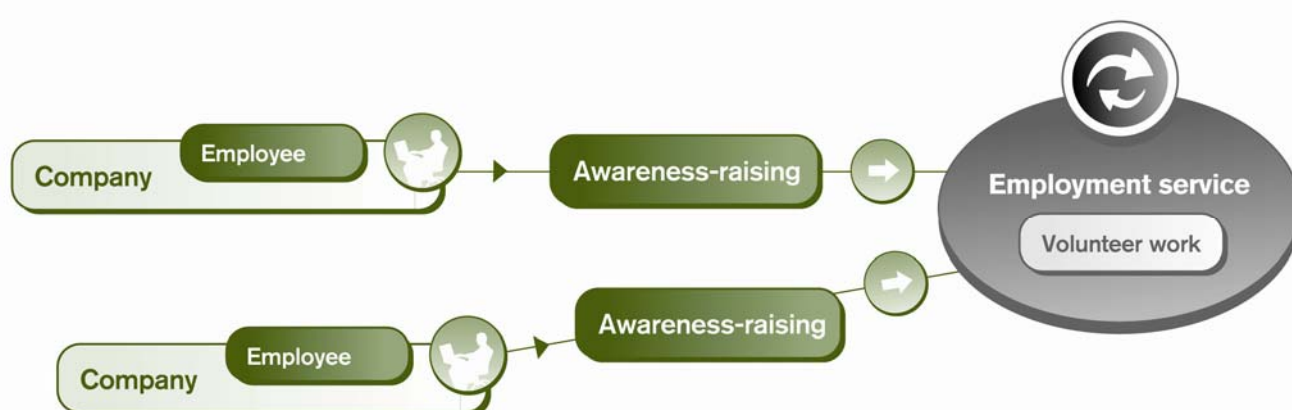 Employee
Company
Awareness-raising
Employment service
Volunteer work
Awareness-raising
Employee
Company